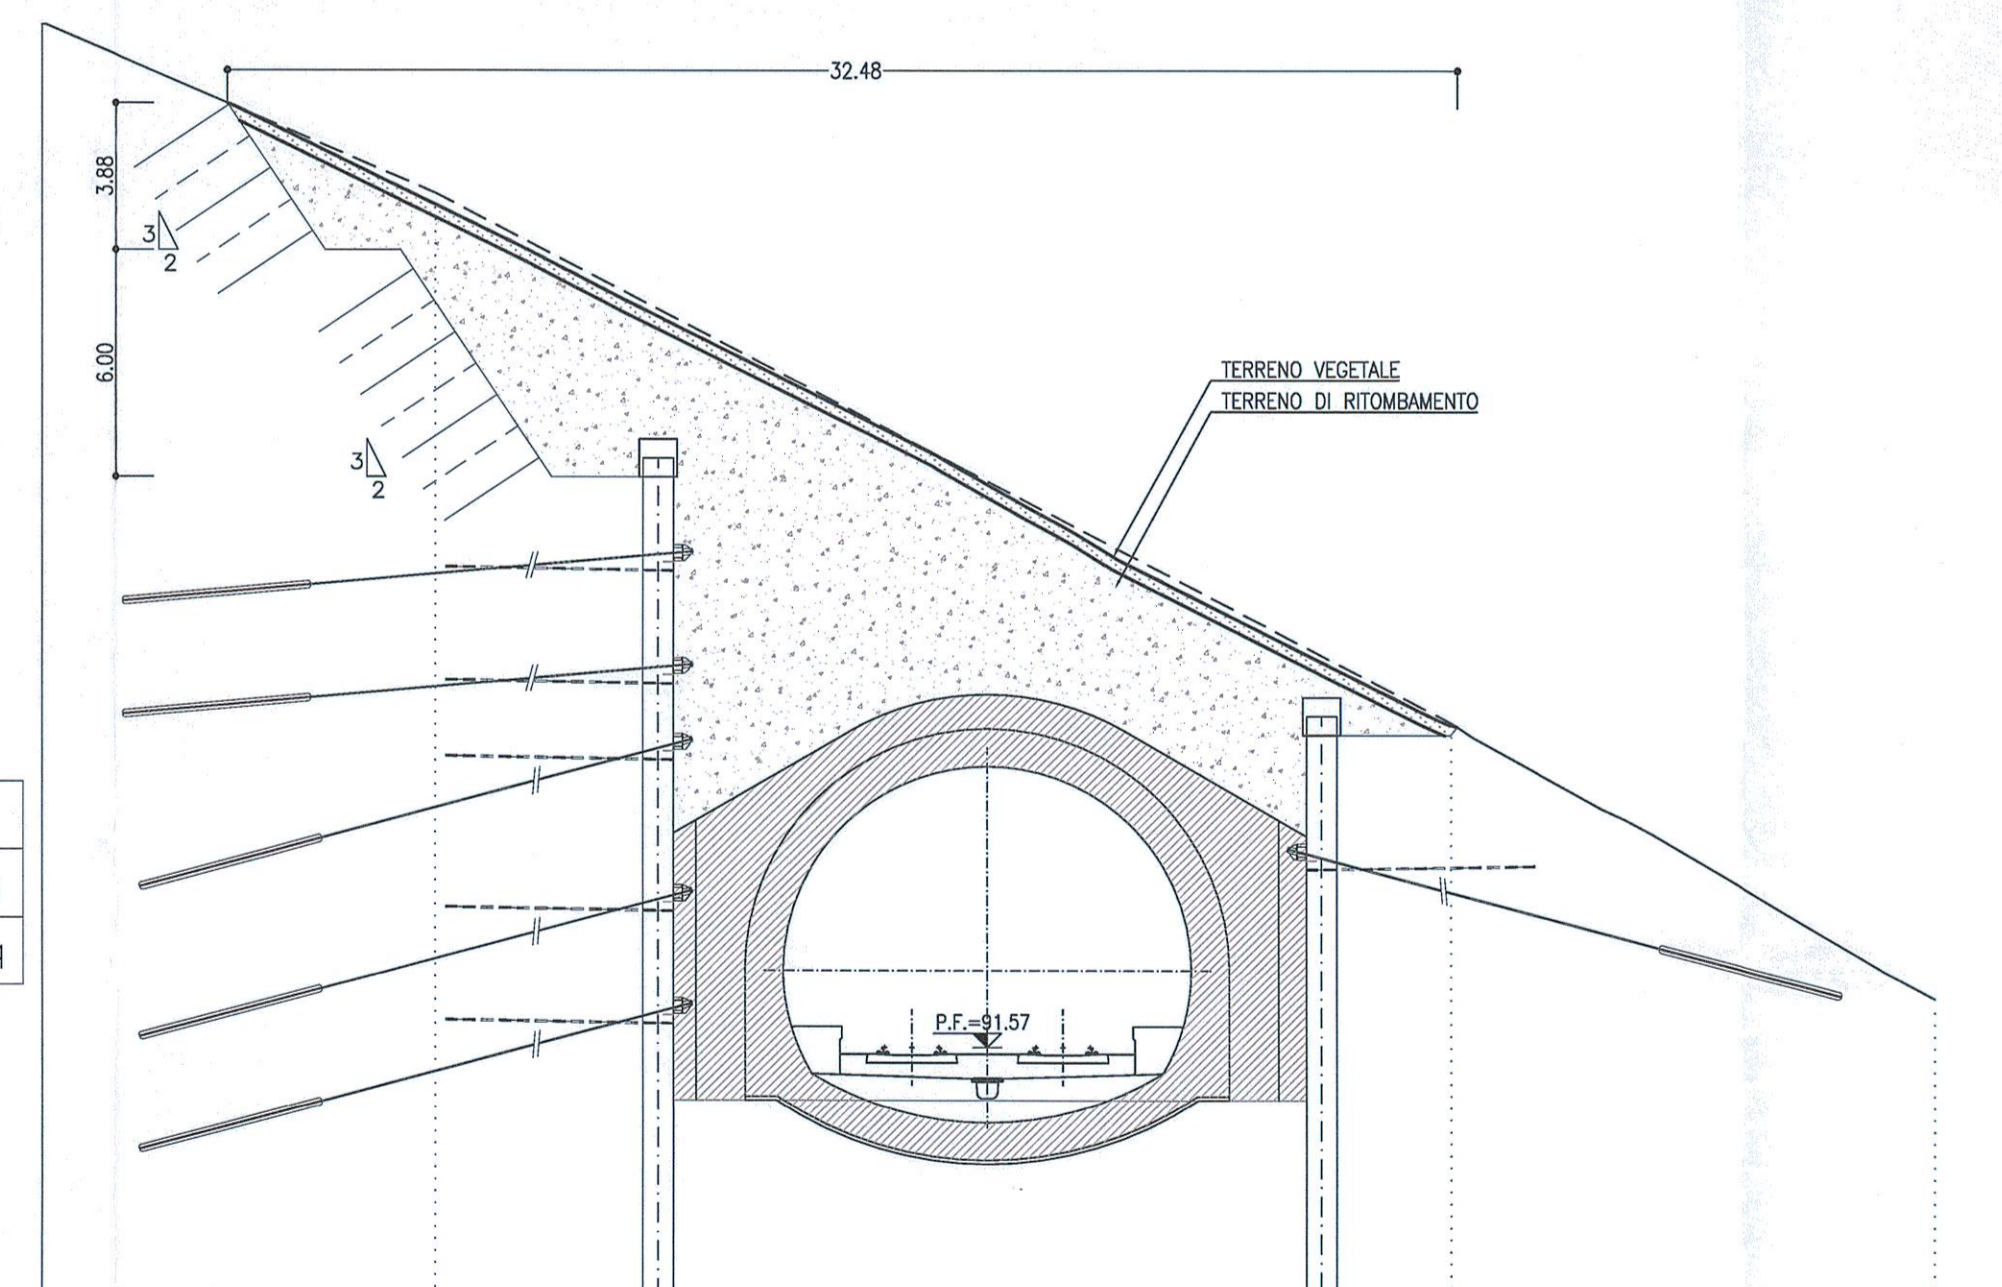 32.48
3.88
3
2
6.00
TERRENO VEGETALE
TERRENO DI RITOMBAMENTO
3
2
P.F.=91.57